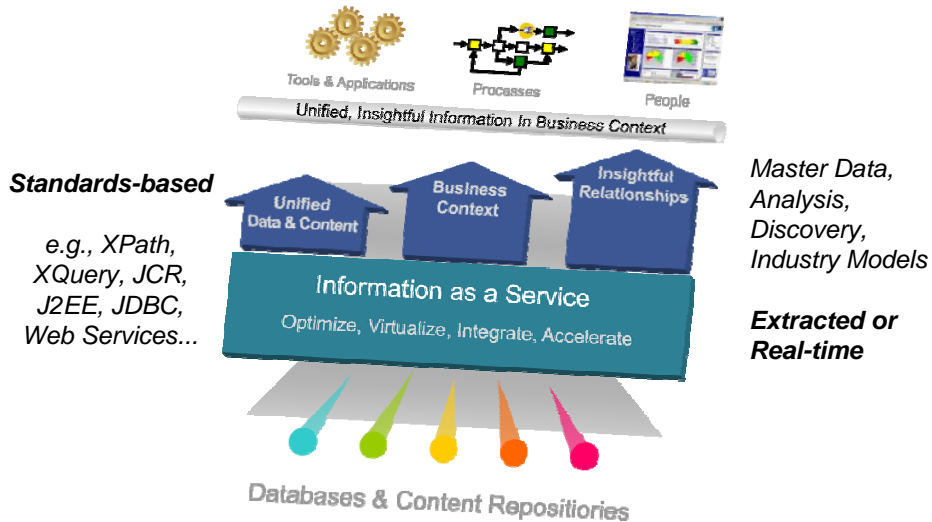 Tools & Applications
Processes
People
Unified, Insightful Information In Business Context
Standards-based
e.g., XPath,
XQuery, JCR,
J2EE, JDBC,
Web Services...
Unified
Data & Content
Business
Context
Insightful
Relationships
Master Data,
Analysis,
Discovery,
Industry Models
Extracted or
Real-time
Information as a Service
Optimize, Virtualize, Integrate, Accelerate
Databases & Content Repositiories